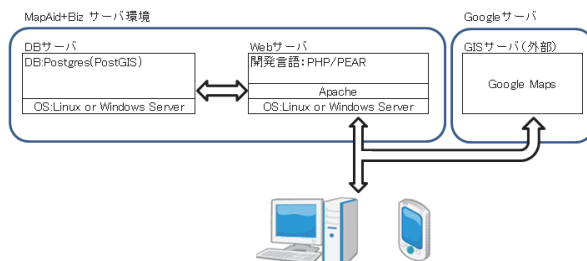 MapAid+Biz サーバ環境
Googleサーバ
DBサーバ
DB:Postgres(PostGIS)
OS:Linux or Windows Server
Webサーバ
開発言語:PHP/PEAR
Apache
OS:Linux or Windows Server
GISサーバ(外部)
Google Maps